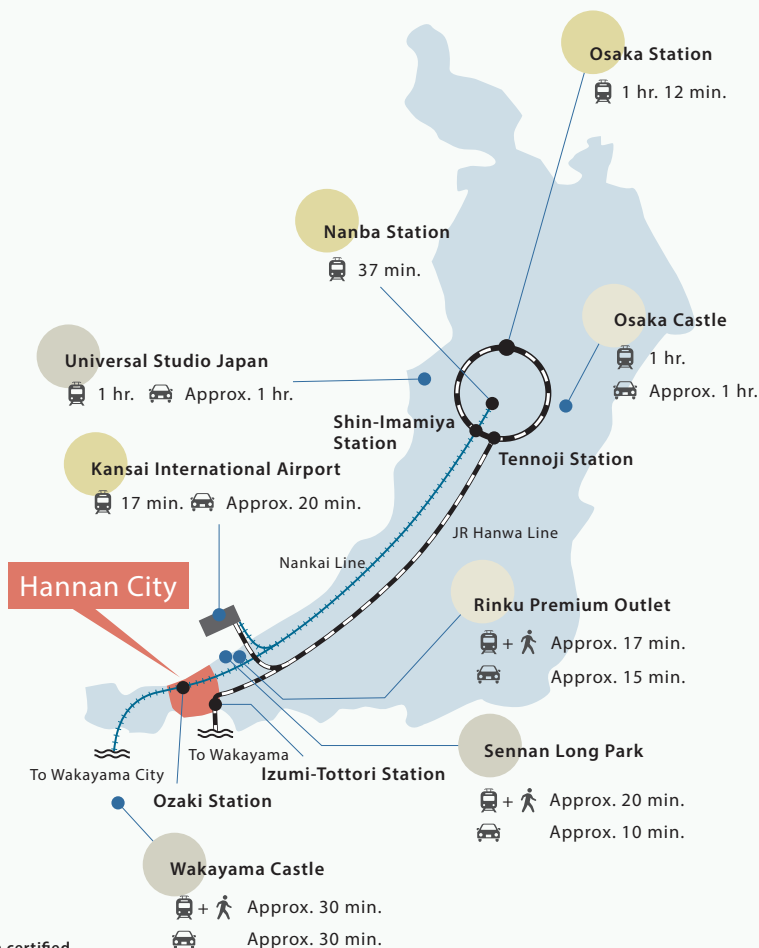 Osaka Station
1 hr. 12 min.
Nanba Station
37 min.
Osaka Castle
1 hr.
Approx. 1 hr.
Universal Studio Japan
1 hr. Approx. 1 hr.
Shin-Imamiya
Station
Tennoji Station
Kansai International Airport
17 min. Approx. 20 min.
JR Hanwa Line
Nankai Line
Hannan City
Rinku Premium Outlet
+ Approx. 17 min.
Approx. 15 min.
Sennan Long Park
+ Approx. 20 min.
Approx. 10 min.
To Wakayama
To Wakayama City
Izumi-Tottori Station
Ozaki Station
Wakayama Castle
+ Approx. 30 min.
Approx. 30 min.
certified